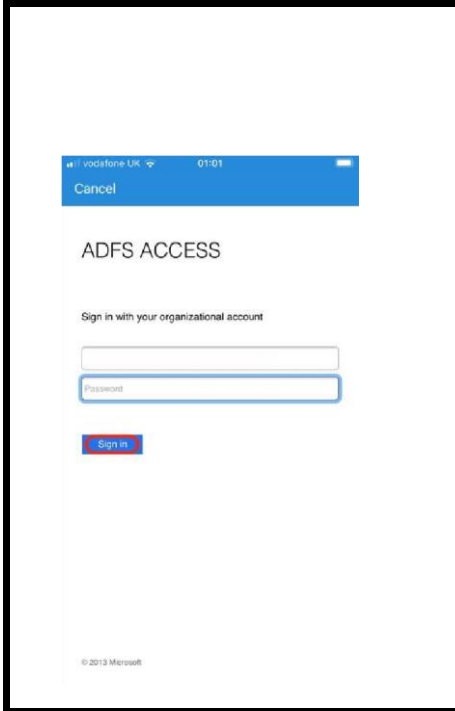 vodafone UK 01:01
Cancel
ADFS ACCESS
Sign in with your organizational account
Password
Sign in
© 2013 Microsoft